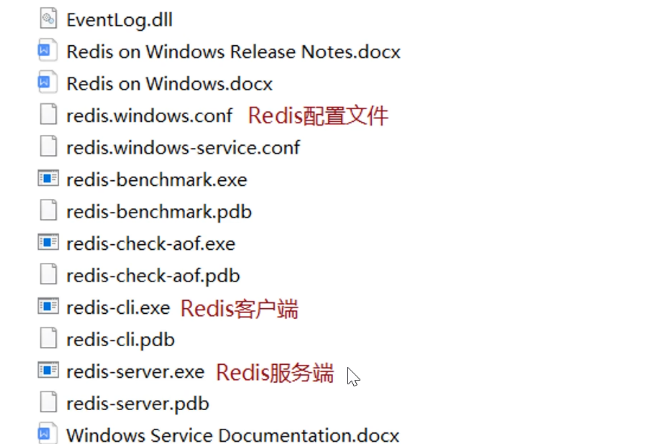 EventLog.dll
Redis on Windows Release Notes.docx
Redis on Windows.docx
redis.windows.conf Redis配置文件
redis.windows-service.conf
redis-benchmark.exe
redis-benchmark.pdb
redis-check-aof.exe
redis-check-aof.pdb
redis-cli.exe Redis客户端
redis-cli.pdb
redis-server.exe Redis服务端
redis-server.pdb
Windows Service Documentation.docx